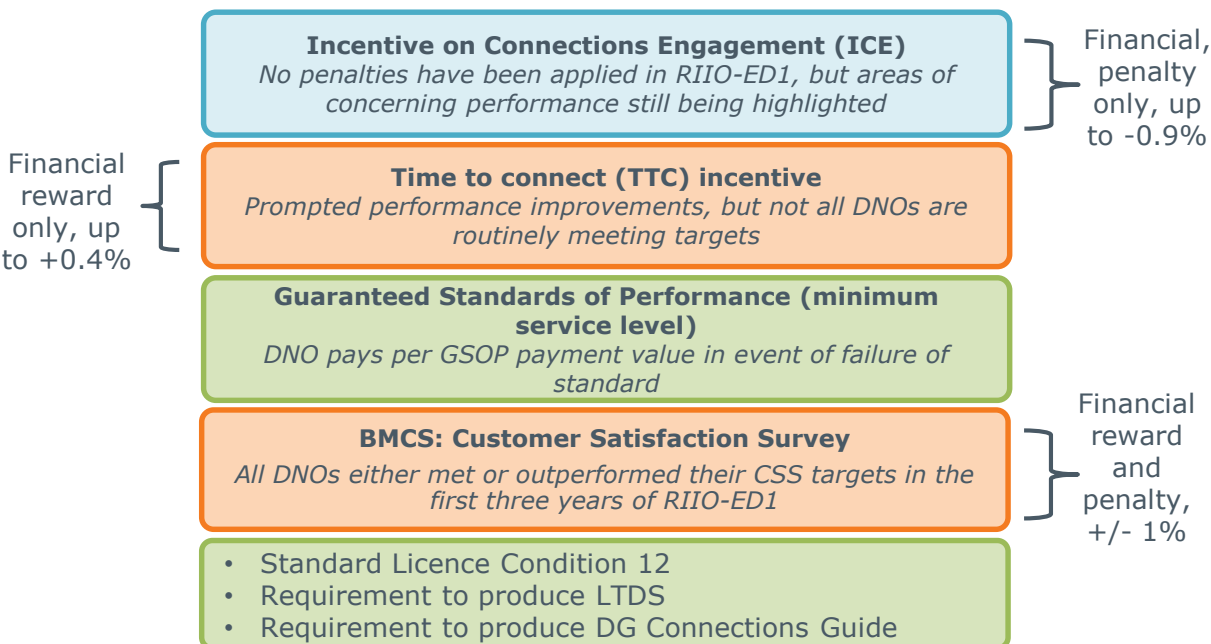 Incentive on Connections Engagement (ICE)
No penalties have been applied in RIIO-ED1, but areas of
concerning performance still being highlighted
Financial,
penalty
only, up
to -0.9%
Financial
reward
only, up
to +0.4%
Time to connect (TTC) incentive
Prompted performance improvements, but not all DNOs are
routinely meeting targets
Guaranteed Standards of Performance (minimum
service level)
DNO pays per GSOP payment value in event of failure of
standard
BMCS: Customer Satisfaction Survey
All DNOs either met or outperformed their CSS targets in the
first three years of RIIO-ED1
Financial
reward
and
penalty,
+/- 1%
• Standard Licence Condition 12
• Requirement to produce LTDS
• Requirement to produce DG Connections Guide